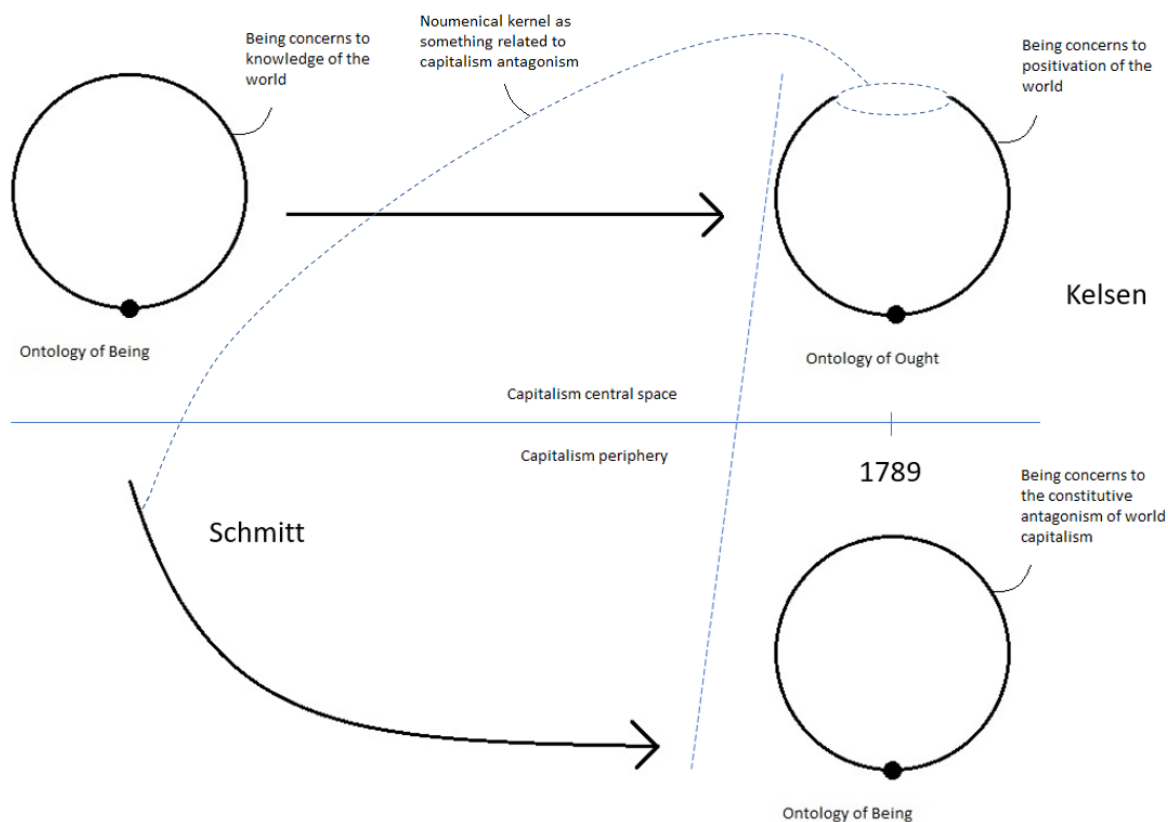 Being concerns to
knowledge of the
world
Noumenical kernel as
something related to
capitalism antagonism
Being concerns to
positivation of the
world
Kelsen
Ontology of Being
Ontology of Ought
Capitalism central space
Capitalism periphery
1789
Being concerns to
the constitutive
antagonism of world
capitalism
Schmitt
Ontology of Being